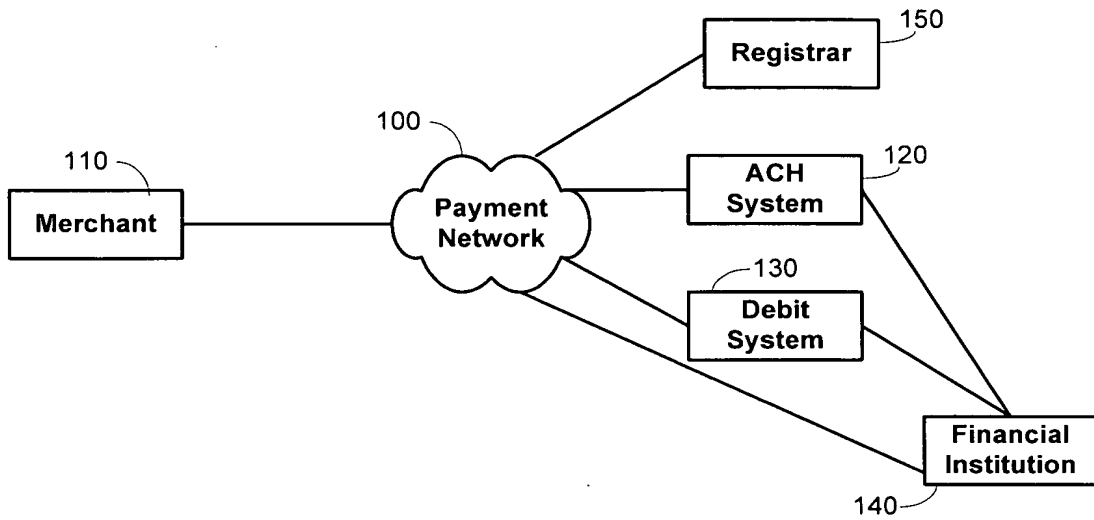 150
Registrar
100
110
120
ACH
System
Merchant
Payment
Network
130
Debit
System
Financial
Institution
140